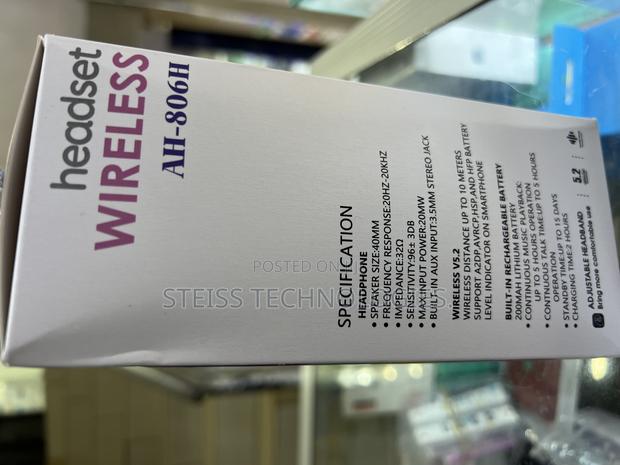 headset
WIRELESS
AH-806H
SPECIFICATION
HEADPHONE
• SPEAKER SIZE:40MM
• FREQUENCY RESPONSE:20HZ-20KHZ
• IMPEDANCE:32Ω
• SENSITIVITY:96± 3DB
• MAX.INPUT POWER:20MW
• BUILT-IN AUX INPUT:3.5MM STEREO JACK
WIRELESS V5.2
WIRELESS DISTANCE UP TO 10 METERS
SUPPORT A2DP,AVRCP,HSP,AND HFP BATTERY
LEVEL INDICATOR ON SMARTPHONE
BUILT-IN RECHARGEABLE BATTERY
200MAH LITHIUM BATTERY
• CONTINUOUS MUSIC PLAYBACK:
UP TO 5 HOURS OPERATION
• CONTINUOUS TALK TIME:UP TO 5 HOURS
OPERATION
• STANDBY TIME:UP TO 15 DAYS
• CHARGING TIME:2 HOURS
ADJUSTABLE HEADBAND
Bring more comfortable use
5.2
POSTED ON
STEISS TECHNOLOGIES